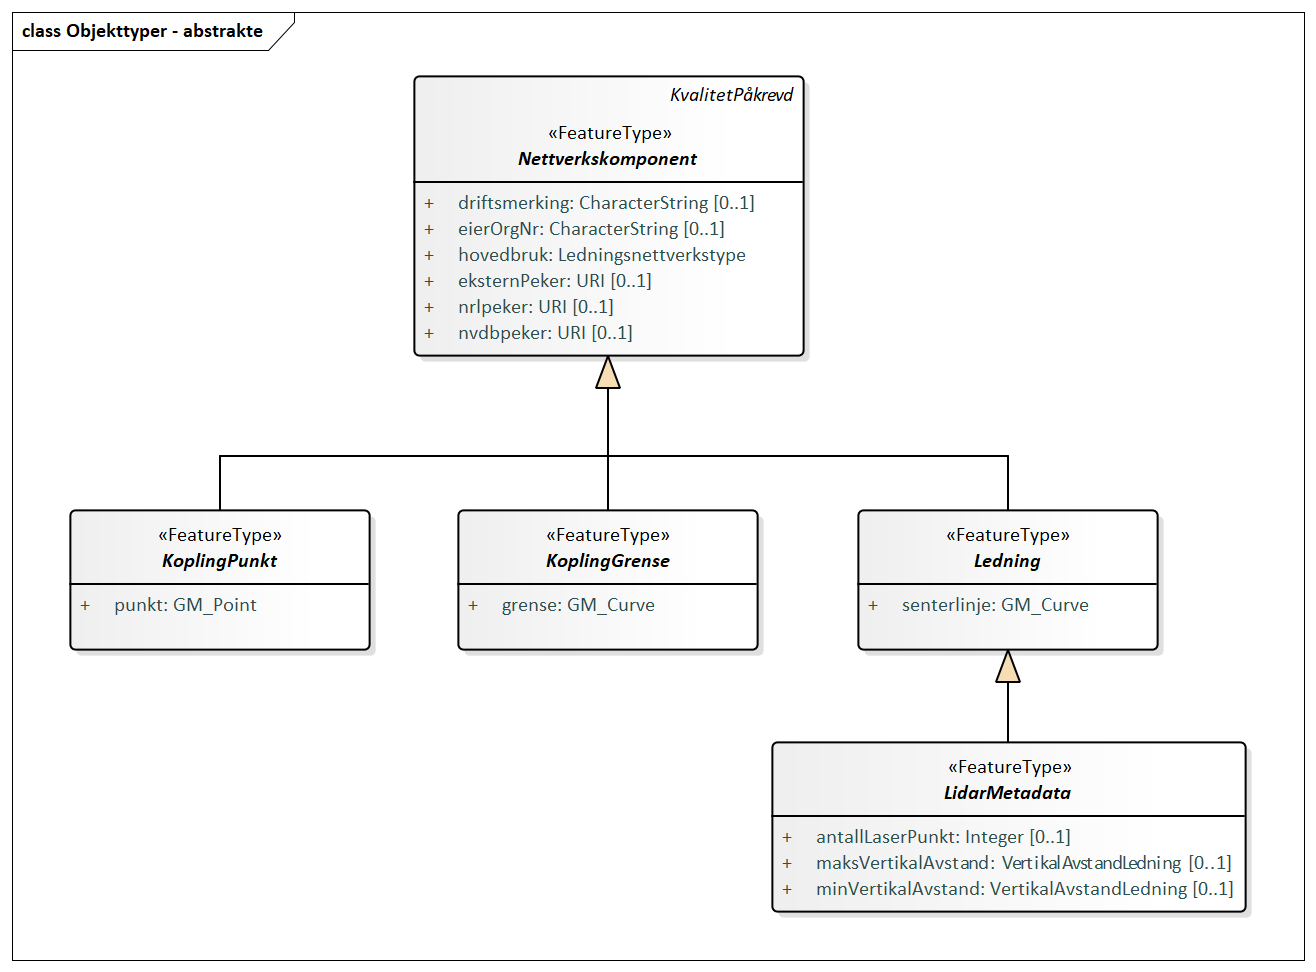 class Objekttyper - abstrakte
KvalitetPåkrevd
«FeatureType»
Nettverkskomponent
+ driftsmerking: CharacterString [0..1]
+ eierOrgNr: CharacterString [0..1]
+ hovedbruk: Ledningsnettverkstype
+ eksternPeker: URI [0..1]
+ nrlpeker: URI [0..1]
+ nvdbpeker: URI [0..1]
«FeatureType»
KoplingPunkt
+ punkt: GM_Point
«FeatureType»
KoplingGrense
+ grense: GM_Curve
«FeatureType»
Ledning
+ senterlinje: GM_Curve
«FeatureType»
LidarMetadata
+ antallLaserPunkt: Integer [0..1]
+ maksVertikalAvstand: VertikalAvstandLedning [0..1]
+ minVertikalAvstand: VertikalAvstandLedning [0..1]